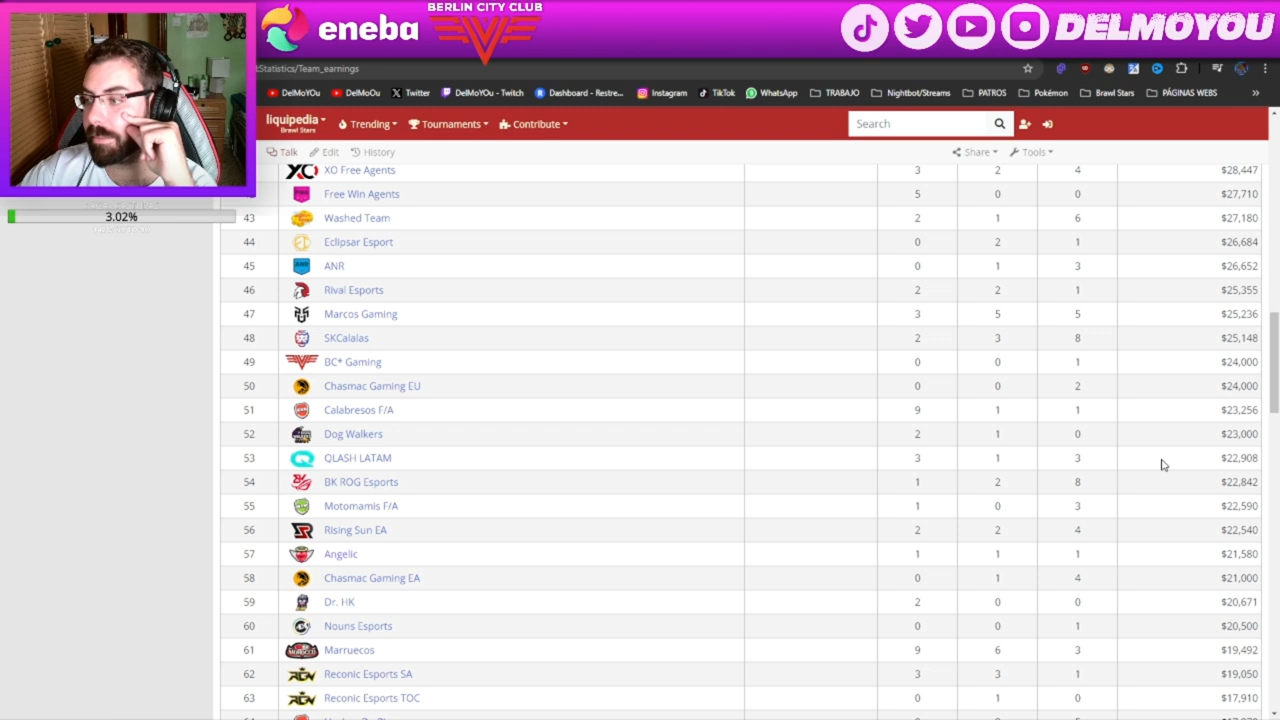 BERLIN CITY CLUB
eneba
DELMOYOU
:Statistics/Team_earnings
DelMoYOu DelMoOu Twitter DelMoYOu - Twitch Dashboard - Restre... Instagram TikTok WhatsApp TRABAJO Nightbot/Streams PATROS Pokémon Brawl Stars PÁGINAS WEBS »
liquipedia Trending Tournaments Contribute Search
Brawl Stars
Talk Edit History Share Tools
XO Free Agents 3 2 4 $28,447
Free Win Agents 5 0 0 $27,710
3.02%
43 Washed Team 2 1 6 $27,180
44 Eclipsar Esport 0 2 1 $26,684
45 ANR 0 1 3 $26,652
46 Rival Esports 2 2 1 $25,355
47 Marcos Gaming 3 5 5 $25,236
48 SKCalalas 2 3 8 $25,148
49 BC* Gaming 0 0 1 $24,000
50 Chasmac Gaming EU 0 0 2 $24,000
51 Calabresos F/A 9 1 1 $23,256
52 Dog Walkers 2 1 0 $23,000
53 QLASH LATAM 3 1 3 $22,908
54 BK ROG Esports 1 2 8 $22,842
55 Motomamis F/A 1 0 3 $22,590
56 Rising Sun EA 2 2 4 $22,540
57 Angelic 1 1 1 $21,580
58 Chasmac Gaming EA 0 1 4 $21,000
59 Dr. HK 2 0 0 $20,671
60 Nouns Esports 0 0 1 $20,500
61 Marruecos 9 6 3 $19,492
62 Reconic Esports SA 3 3 1 $19,050
63 Reconic Esports TOC 0 0 0 $17,910